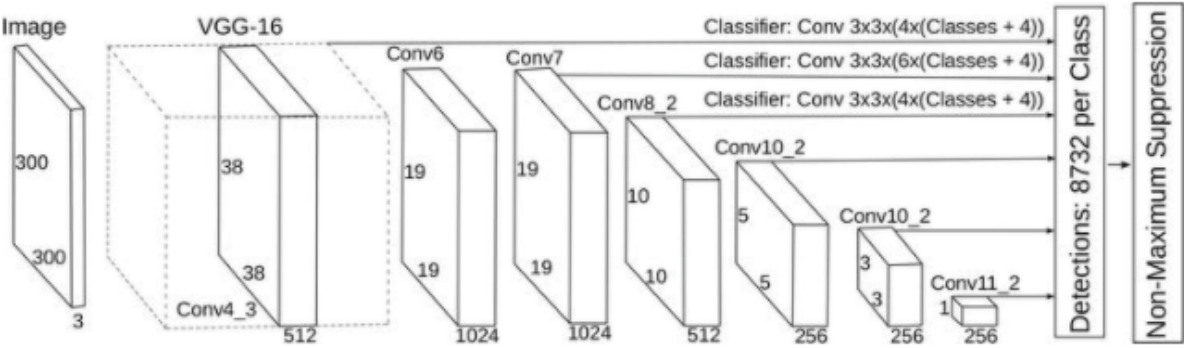 Image
VGG-16
Classifier: Conv 3x3x(4x(Classes + 4))
Conv6
Conv7
Classifier: Conv 3x3x(6x(Classes + 4))
Conv8_2
Classifier: Conv 3x3x(4x(Classes + 4))
Conv10_2
Conv10_2
Conv11_2
300
300
3
38
38
Conv4_3
512
19
19
1024
19
19
1024
10
10
512
5
5
256
3
3
256
1
256
Detections: 8732 per Class
Non-Maximum Suppression